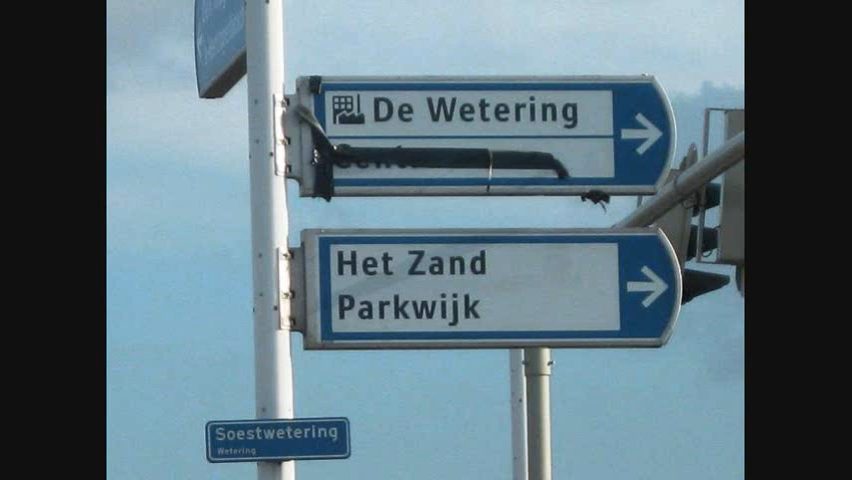 De Wetering
Het Zand
Parkwijk
Soestwetering
Wetering